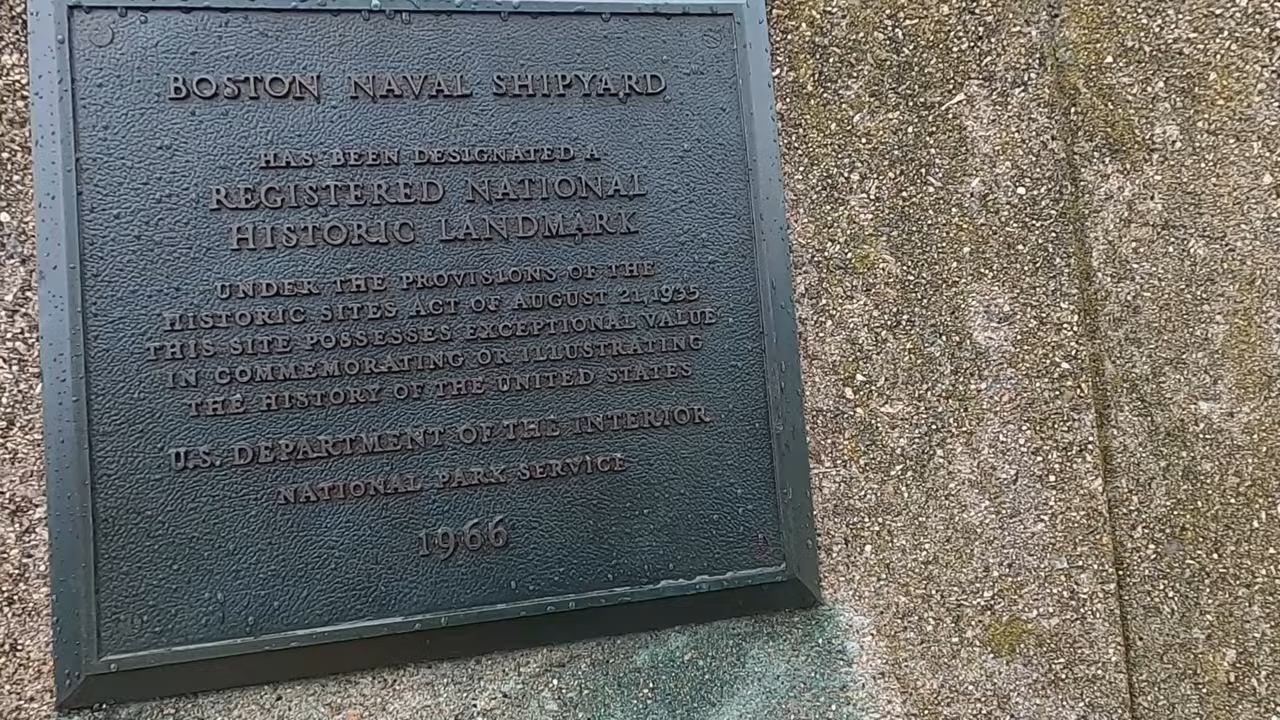 BOSTON NAVAL SHIPYARD
HAS BEEN DESIGNATED A
REGISTERED NATIONAL
HISTORIC LANDMARK
UNDER THE PROVISIONS OF THE
HISTORIC SITES ACT OF AUGUST 21, 1935
THIS SITE POSSESSES EXCEPTIONAL VALUE
IN COMMEMORATING OR ILLUSTRATING
THE HISTORY OF THE UNITED STATES
U.S. DEPARTMENT OF THE INTERIOR
NATIONAL PARK SERVICE
1966